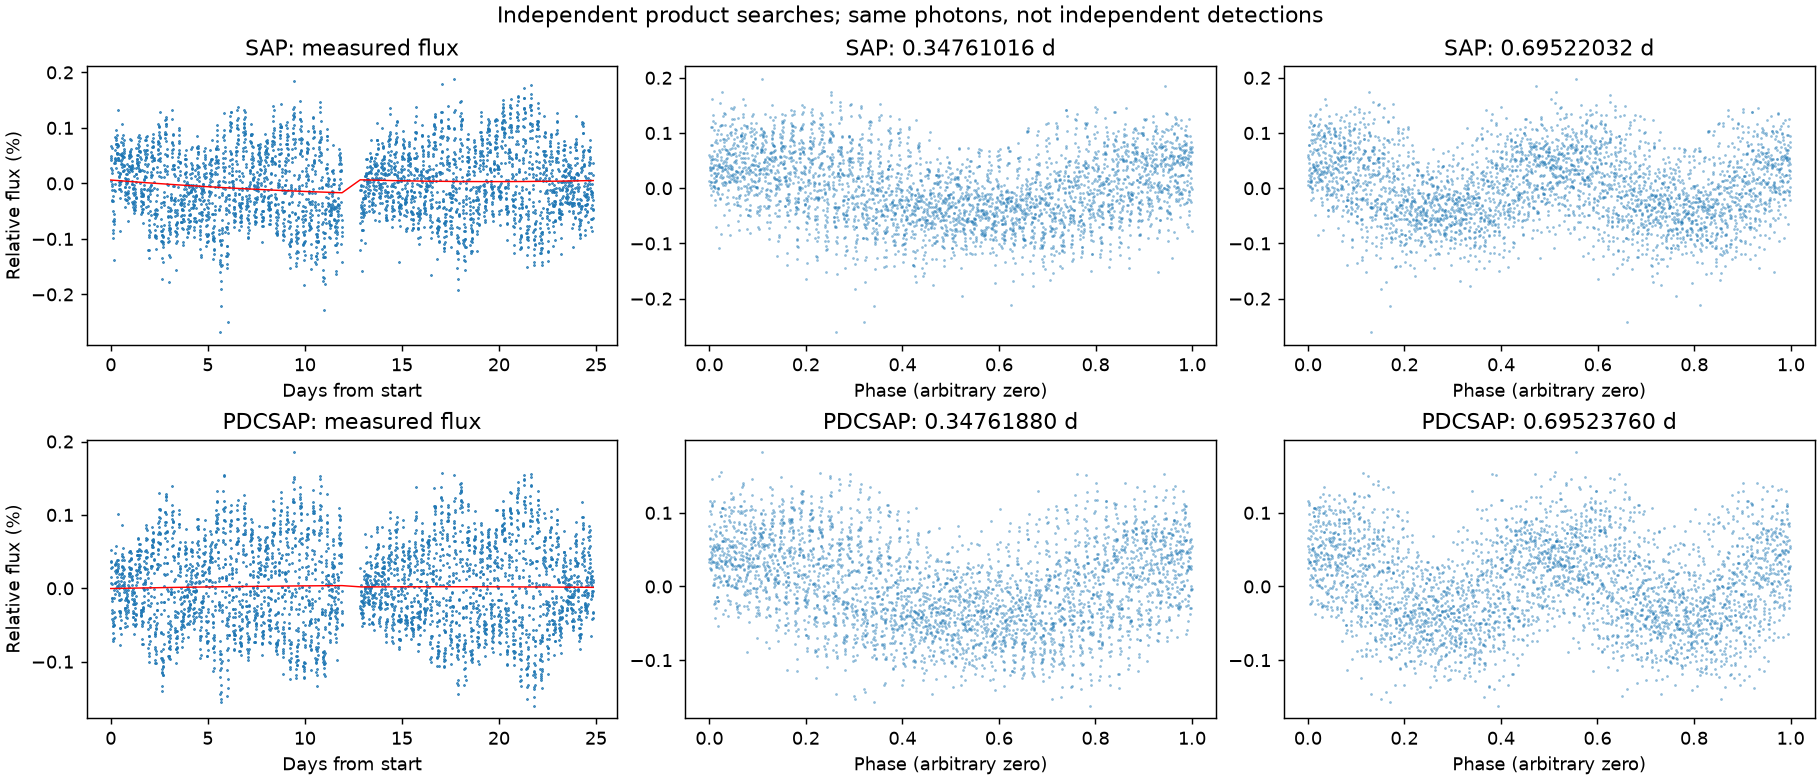 Independent product searches; same photons, not independent detections
SAP: measured flux
SAP: 0.34761016 d
SAP: 0.69522032 d
Relative flux (%)
0.2
0.1
0.0
−0.1
−0.2
0 5 10 15 20 25
Days from start
0.2
0.1
0.0
−0.1
−0.2
0.0 0.2 0.4 0.6 0.8 1.0
Phase (arbitrary zero)
0.2
0.1
0.0
−0.1
−0.2
0.0 0.2 0.4 0.6 0.8 1.0
Phase (arbitrary zero)
PDCSAP: measured flux
PDCSAP: 0.34761880 d
PDCSAP: 0.69523760 d
Relative flux (%)
0.2
0.1
0.0
−0.1
0 5 10 15 20 25
Days from start
0.1
0.0
−0.1
0.0 0.2 0.4 0.6 0.8 1.0
Phase (arbitrary zero)
0.1
0.0
−0.1
0.0 0.2 0.4 0.6 0.8 1.0
Phase (arbitrary zero)